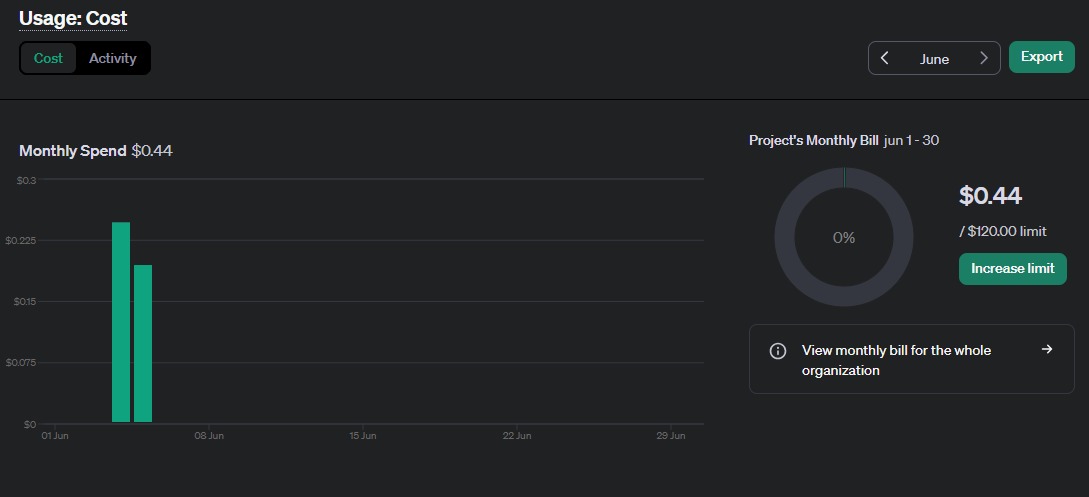 Usage: Cost
Cost Activity
June
Export
Monthly Spend $0.44
$0.3
$0.225
$0.15
$0.075
$0
01 Jun 08 Jun 15 Jun 22 Jun 29 Jun
Project's Monthly Bill jun 1 - 30
0%
$0.44
/ $120.00 limit
Increase limit
View monthly bill for the whole
organization